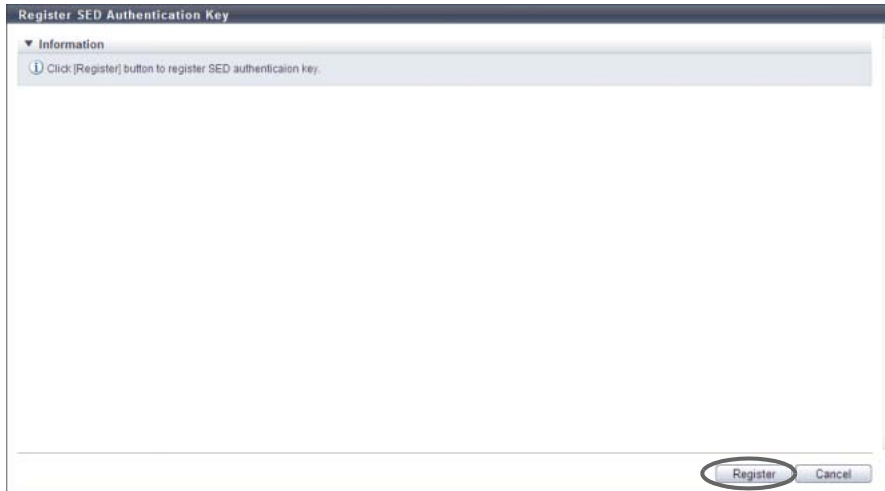 Register SED Authentication Key
Information
Click [Register] button to register SED authenticaion key.
Register Cancel